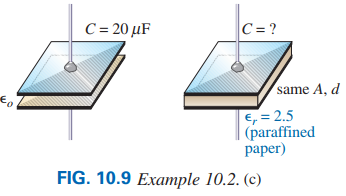 C = 20 μF
C = ?
ϵo
same A, d
ϵr = 2.5
(paraffined
paper)
FIG. 10.9 Example 10.2. (c)